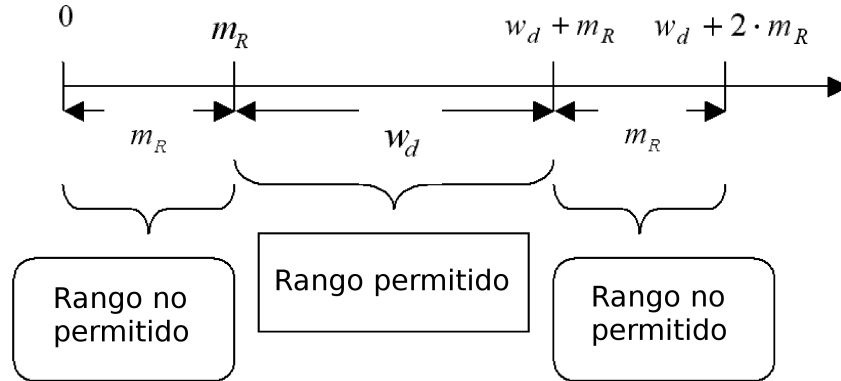 0 m_R w_d + m_R w_d + 2 · m_R
m_R w_d m_R
Rango no
permitido
Rango permitido
Rango no
permitido